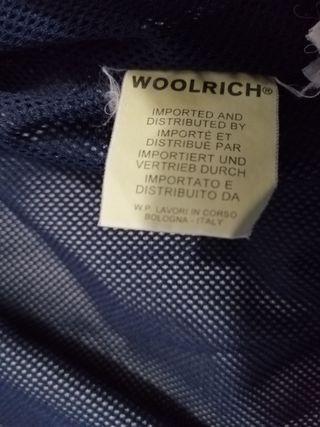 WOOLRICH®
IMPORTED AND
DISTRIBUTED BY
IMPORTÉ ET
DISTRIBUÉ PAR
IMPORTIERT UND
VERTRIEB DURCH
IMPORTATO E
DISTRIBUITO DA
W.P. LAVORI IN CORSO
BOLOGNA - ITALY